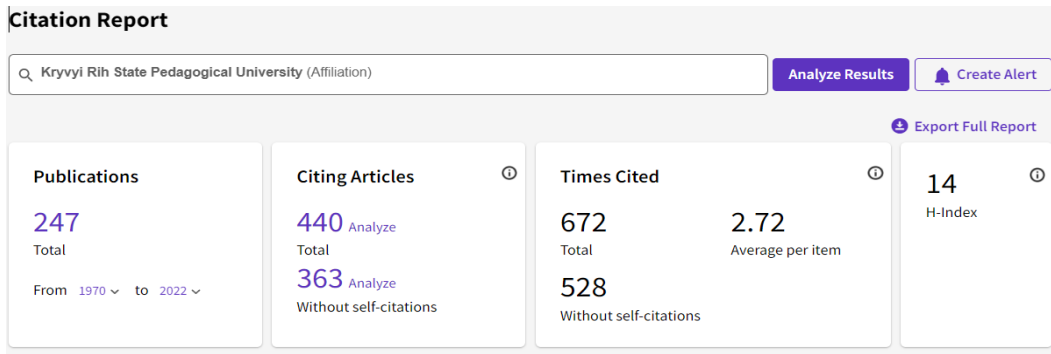 Citation Report
Kryvyi Rih State Pedagogical University (Affiliation)
Analyze Results
Create Alert
Export Full Report
Publications
247
Total
From 1970 to 2022
Citing Articles
440 Analyze
Total
363 Analyze
Without self-citations
Times Cited
672
Total
2.72
Average per item
528
Without self-citations
14
H-Index